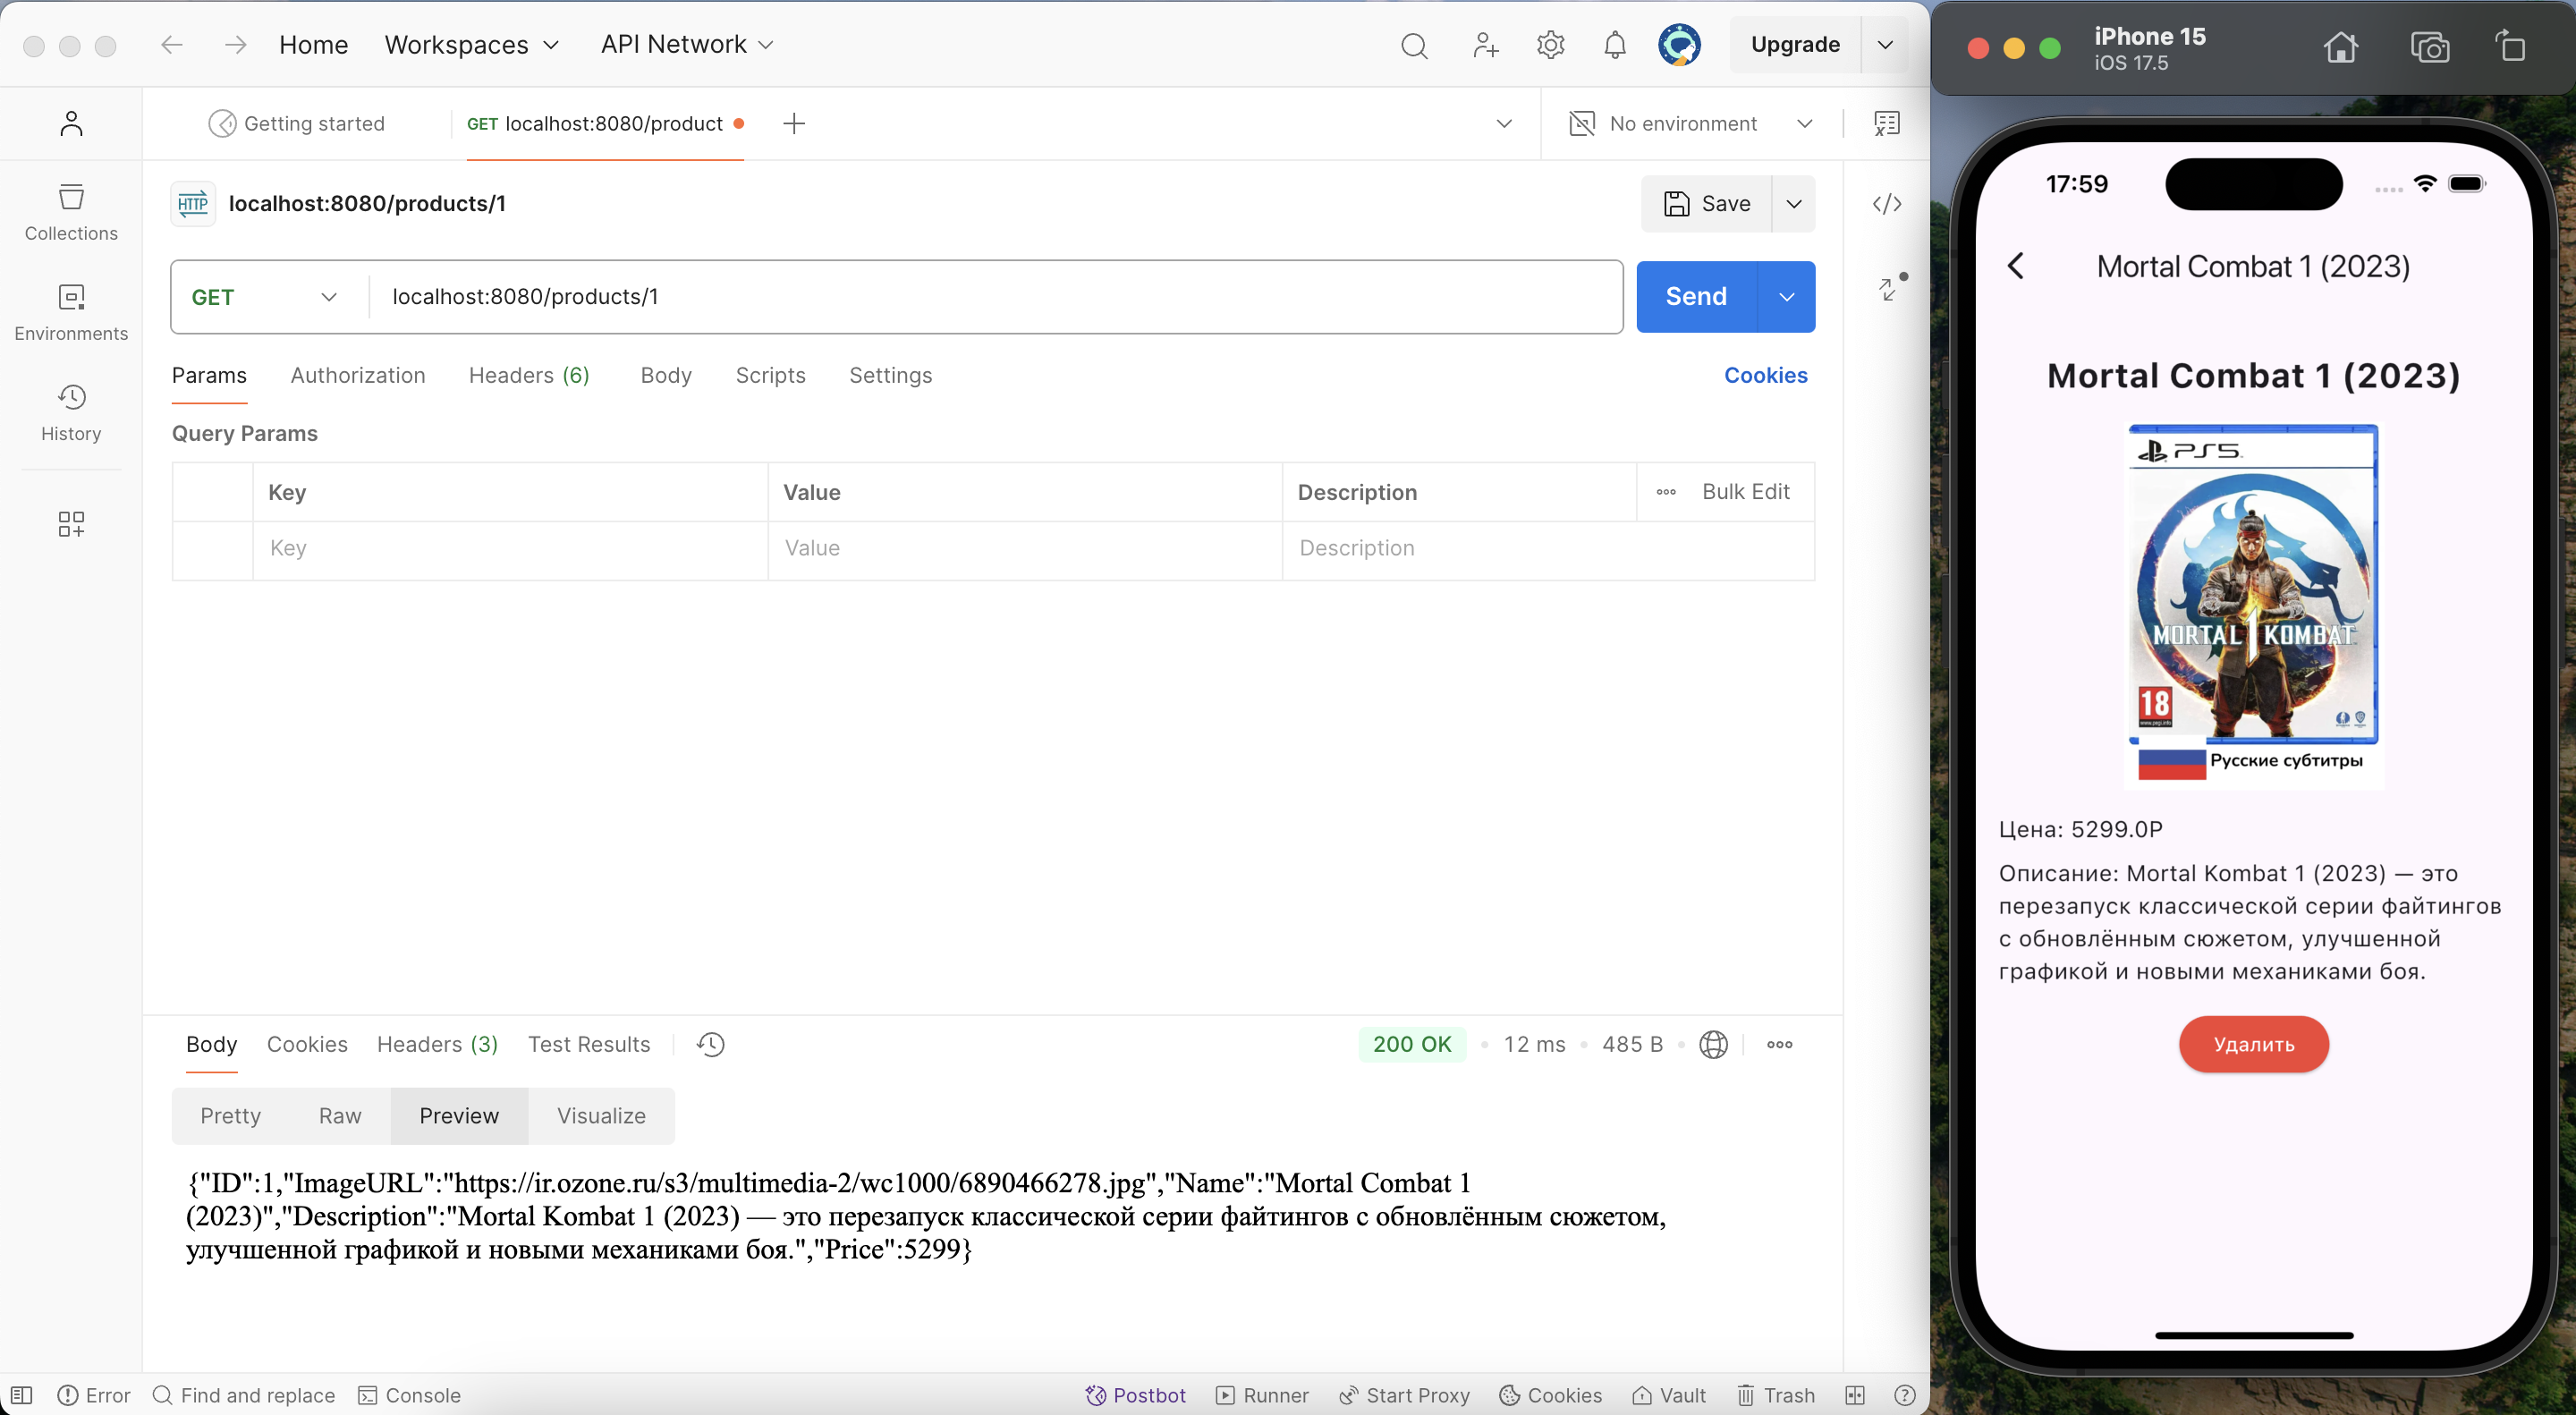 Home Workspaces API Network Upgrade
Getting started GET localhost:8080/product No environment
HTTP localhost:8080/products/1 Save
GET localhost:8080/products/1 Send
Params Authorization Headers (6) Body Scripts Settings Cookies
Query Params
Key Value Description Bulk Edit
Key Value Description
Collections
Environments
History
Body Cookies Headers (3) Test Results 200 OK 12 ms 485 B
Pretty Raw Preview Visualize
{"ID":1,"ImageURL":"https://ir.ozone.ru/s3/multimedia-2/wc1000/6890466278.jpg","Name":"Mortal Combat 1
(2023)","Description":"Mortal Kombat 1 (2023) — это перезапуск классической серии файтингов с обновлённым сюжетом,
улучшенной графикой и новыми механиками боя.","Price":5299}
Error Find and replace Console Postbot Runner Start Proxy Cookies Vault Trash
iPhone 15
iOS 17.5
17:59
Mortal Combat 1 (2023)
Mortal Combat 1 (2023)
PS5
MORTAL 1 KOMBAT
18
Русские субтитры
Цена: 5299.0Р
Описание: Mortal Kombat 1 (2023) — это
перезапуск классической серии файтингов
с обновлённым сюжетом, улучшенной
графикой и новыми механиками боя.
Удалить